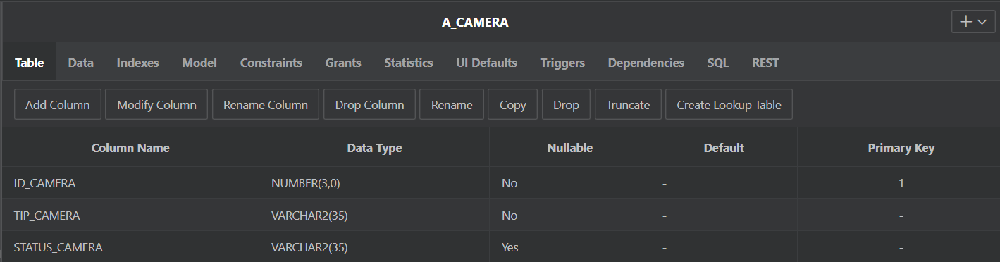 A_CAMERA
Table Data Indexes Model Constraints Grants Statistics UI Defaults Triggers Dependencies SQL REST
Add Column Modify Column Rename Column Drop Column Rename Copy Drop Truncate Create Lookup Table
Column Name Data Type Nullable Default Primary Key
ID_CAMERA NUMBER(3,0) No - 1
TIP_CAMERA VARCHAR2(35) No - -
STATUS_CAMERA VARCHAR2(35) Yes - -